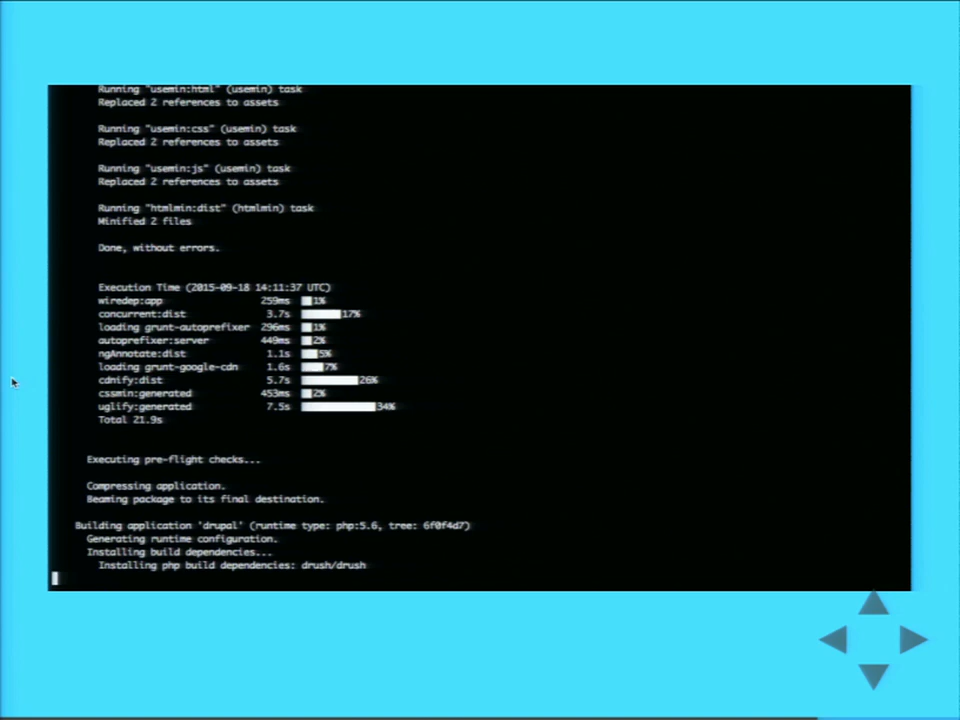 Running "usemin:html" (usemin) task
Replaced 2 references to assets
Running "usemin:css" (usemin) task
Replaced 2 references to assets
Running "usemin:js" (usemin) task
Replaced 2 references to assets
Running "htmlmin:dist" (htmlmin) task
Minified 2 files
Done, without errors.
Execution Time (2015-09-18 14:11:37 UTC)
wiredep:app 259ms 1%
concurrent:dist 3.7s 17%
loading grunt-autoprefixer 296ms 1%
autoprefixer:server 449ms 2%
ngAnnotate:dist 1.1s 5%
loading grunt-google-cdn 1.6s 7%
cdnify:dist 5.7s 26%
cssmin:generated 453ms 2%
uglify:generated 7.5s 34%
Total 21.9s
Executing pre-flight checks...
Compressing application.
Beaming package to its final destination.
Building application 'drupal' (runtime type: php:5.6, tree: 6f0f4d7)
Generating runtime configuration.
Installing build dependencies...
Installing php build dependencies: drush/drush